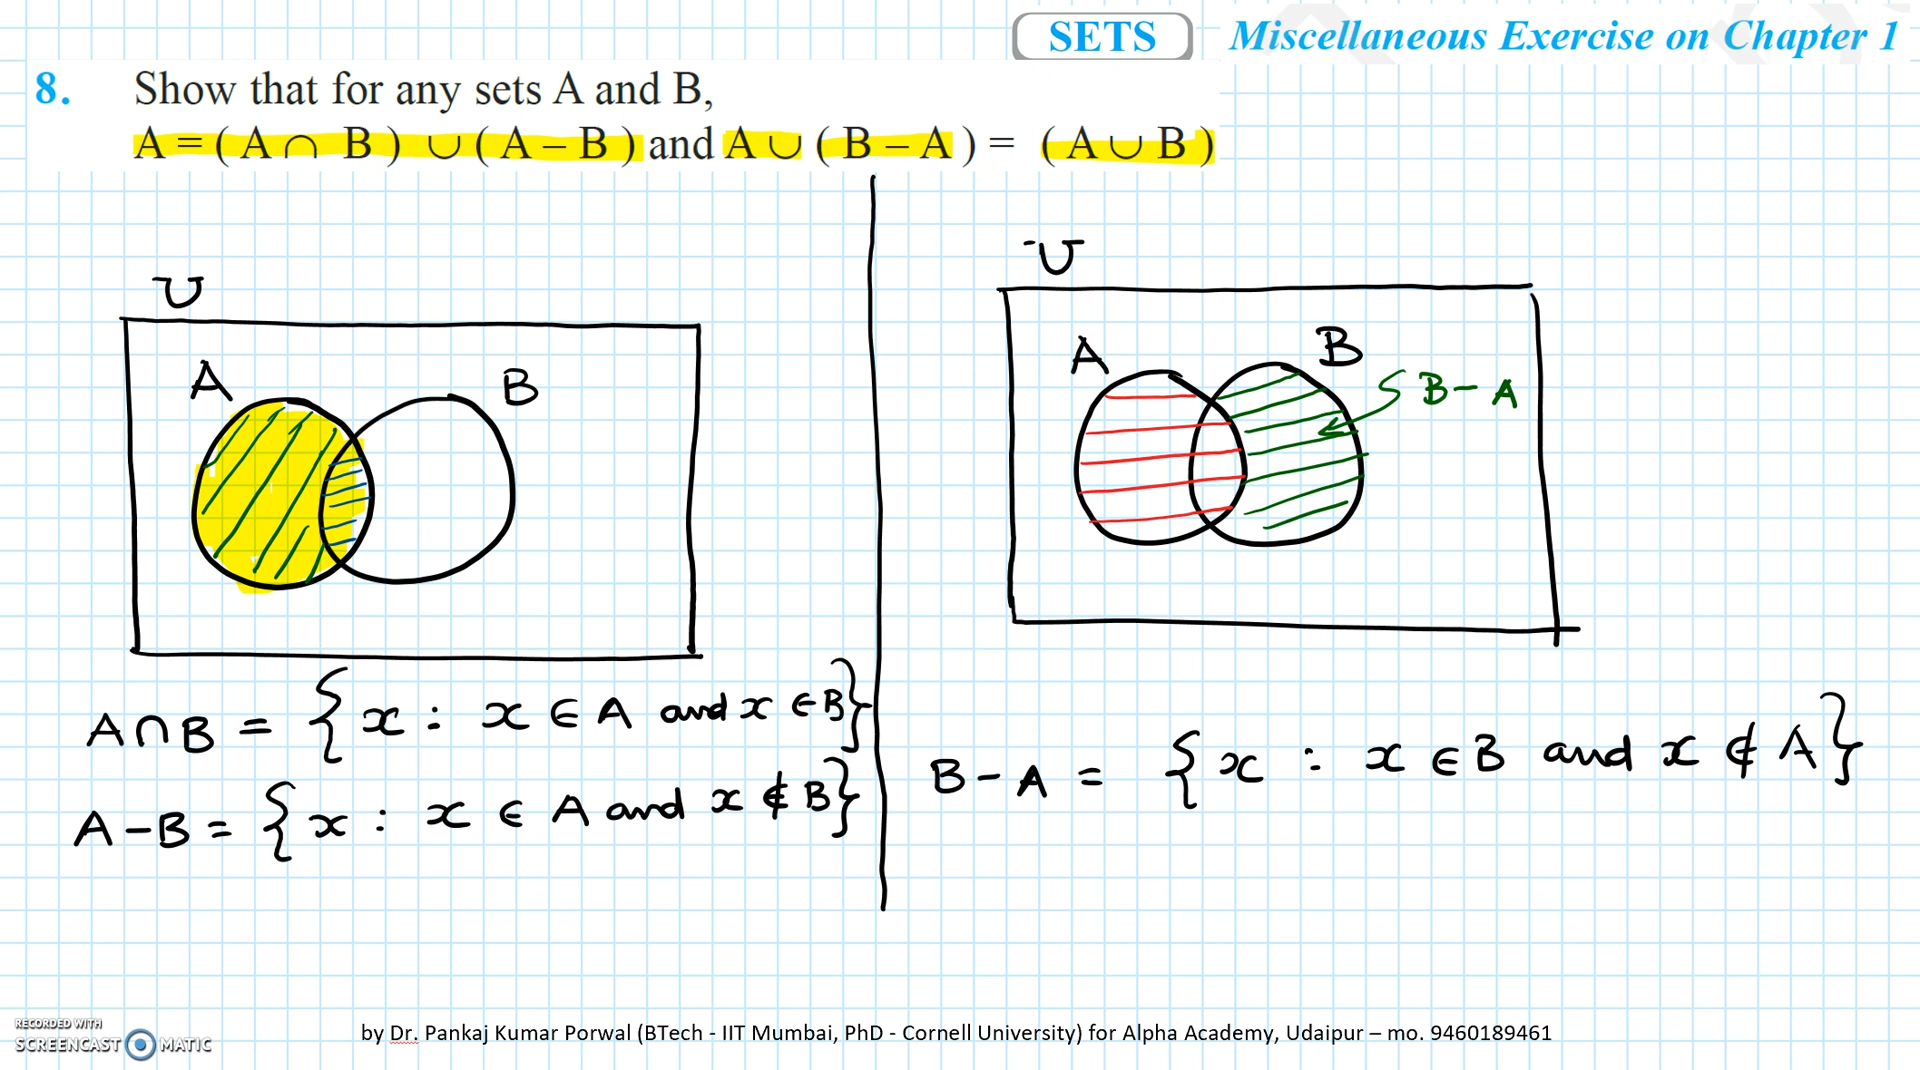 SETS Miscellaneous Exercise on Chapter 1
8. Show that for any sets A and B,
A = ( A ∩ B ) ∪ ( A – B ) and A ∪ ( B – A ) = ( A ∪ B )
U
A B
A∩B = { x : x ∈ A and x ∈ B}
A – B = { x : x ∈ A and x ∉ B}
U
A B
B – A
B – A = { x : x ∈ B and x ∉ A }
RECORDED WITH
SCREENCAST MATIC
by Dr. Pankaj Kumar Porwal (BTech - IIT Mumbai, PhD - Cornell University) for Alpha Academy, Udaipur – mo. 9460189461